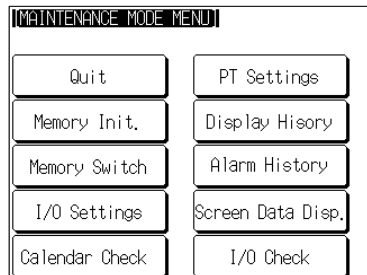 [MAINTENANCE MODE MENU]
Quit
PT Settings
Memory Init.
Display Hisory
Memory Switch
Alarm History
I/O Settings
Screen Data Disp.
Calendar Check
I/O Check